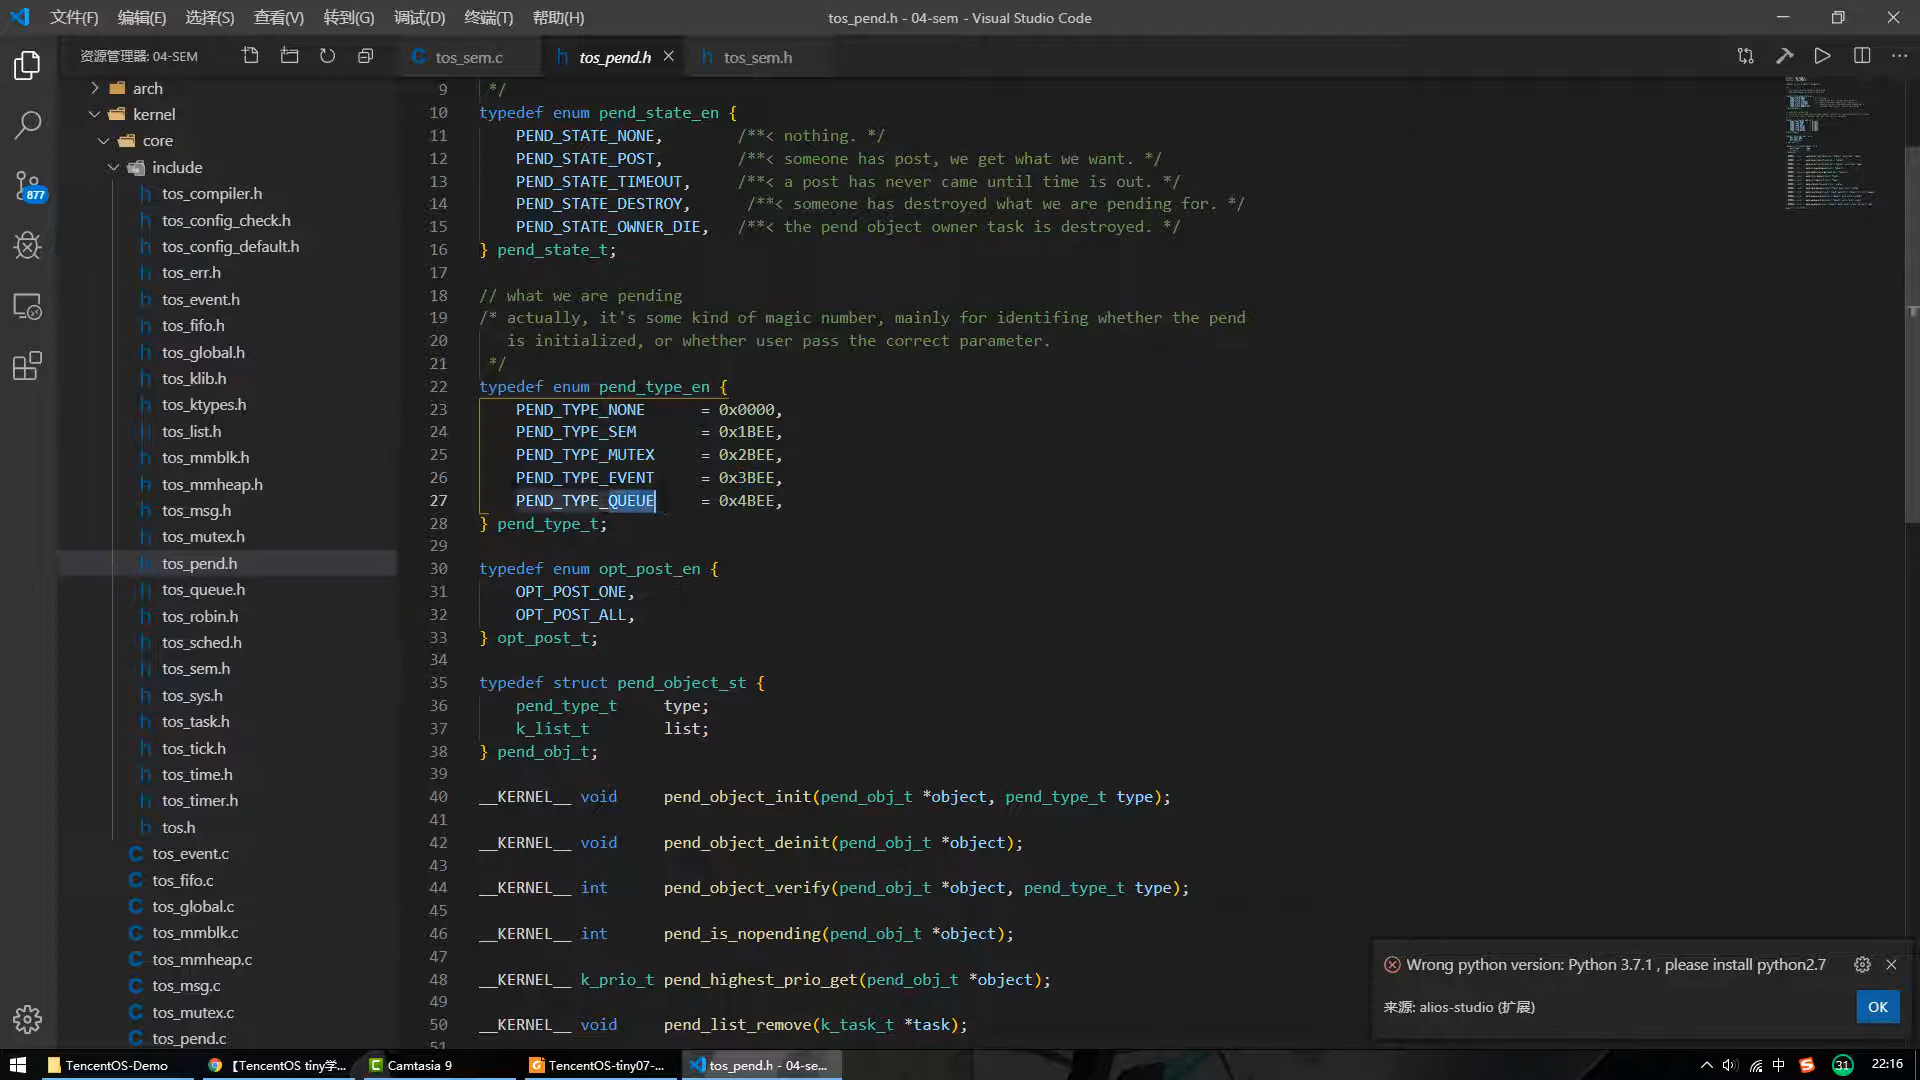 文件(F) 编辑(E) 选择(S) 查看(V) 转到(G) 调试(D) 终端(T) 帮助(H)
tos_pend.h - 04-sem - Visual Studio Code
资源管理器: 04-SEM
tos_sem.c
tos_pend.h
tos_sem.h
877
arch
kernel
core
include
tos_compiler.h
tos_config_check.h
tos_config_default.h
tos_err.h
tos_event.h
tos_fifo.h
tos_global.h
tos_klib.h
tos_ktypes.h
tos_list.h
tos_mmblk.h
tos_mmheap.h
tos_msg.h
tos_mutex.h
tos_pend.h
tos_queue.h
tos_robin.h
tos_sched.h
tos_sem.h
tos_sys.h
tos_task.h
tos_tick.h
tos_time.h
tos_timer.h
tos.h
tos_event.c
tos_fifo.c
tos_global.c
tos_mmblk.c
tos_mmheap.c
tos_msg.c
tos_mutex.c
tos_pend.c
9 */
10 typedef enum pend_state_en {
11 PEND_STATE_NONE, /**< nothing. */
12 PEND_STATE_POST, /**< someone has post, we get what we want. */
13 PEND_STATE_TIMEOUT, /**< a post has never came until time is out. */
14 PEND_STATE_DESTROY, /**< someone has destroyed what we are pending for. */
15 PEND_STATE_OWNER_DIE, /**< the pend object owner task is destroyed. */
16 } pend_state_t;
17
18 // what we are pending
19 /* actually, it's some kind of magic number, mainly for identifing whether the pend
20 is initialized, or whether user pass the correct parameter.
21 */
22 typedef enum pend_type_en {
23 PEND_TYPE_NONE = 0x0000,
24 PEND_TYPE_SEM = 0x1BEE,
25 PEND_TYPE_MUTEX = 0x2BEE,
26 PEND_TYPE_EVENT = 0x3BEE,
27 PEND_TYPE_QUEUE = 0x4BEE,
28 } pend_type_t;
29
30 typedef enum opt_post_en {
31 OPT_POST_ONE,
32 OPT_POST_ALL,
33 } opt_post_t;
34
35 typedef struct pend_object_st {
36 pend_type_t type;
37 k_list_t list;
38 } pend_obj_t;
39
40 __KERNEL__ void pend_object_init(pend_obj_t *object, pend_type_t type);
41
42 __KERNEL__ void pend_object_deinit(pend_obj_t *object);
43
44 __KERNEL__ int pend_object_verify(pend_obj_t *object, pend_type_t type);
45
46 __KERNEL__ int pend_is_nopending(pend_obj_t *object);
47
48 __KERNEL__ k_prio_t pend_highest_prio_get(pend_obj_t *object);
49
50 __KERNEL__ void pend_list_remove(k_task_t *task);
51
Wrong python version: Python 3.7.1 , please install python2.7
来源: alios-studio (扩展)
OK
TencentOS-Demo
【TencentOS tiny学...
Camtasia 9
TencentOS-tiny07-...
tos_pend.h - 04-se...
中
31
22:16